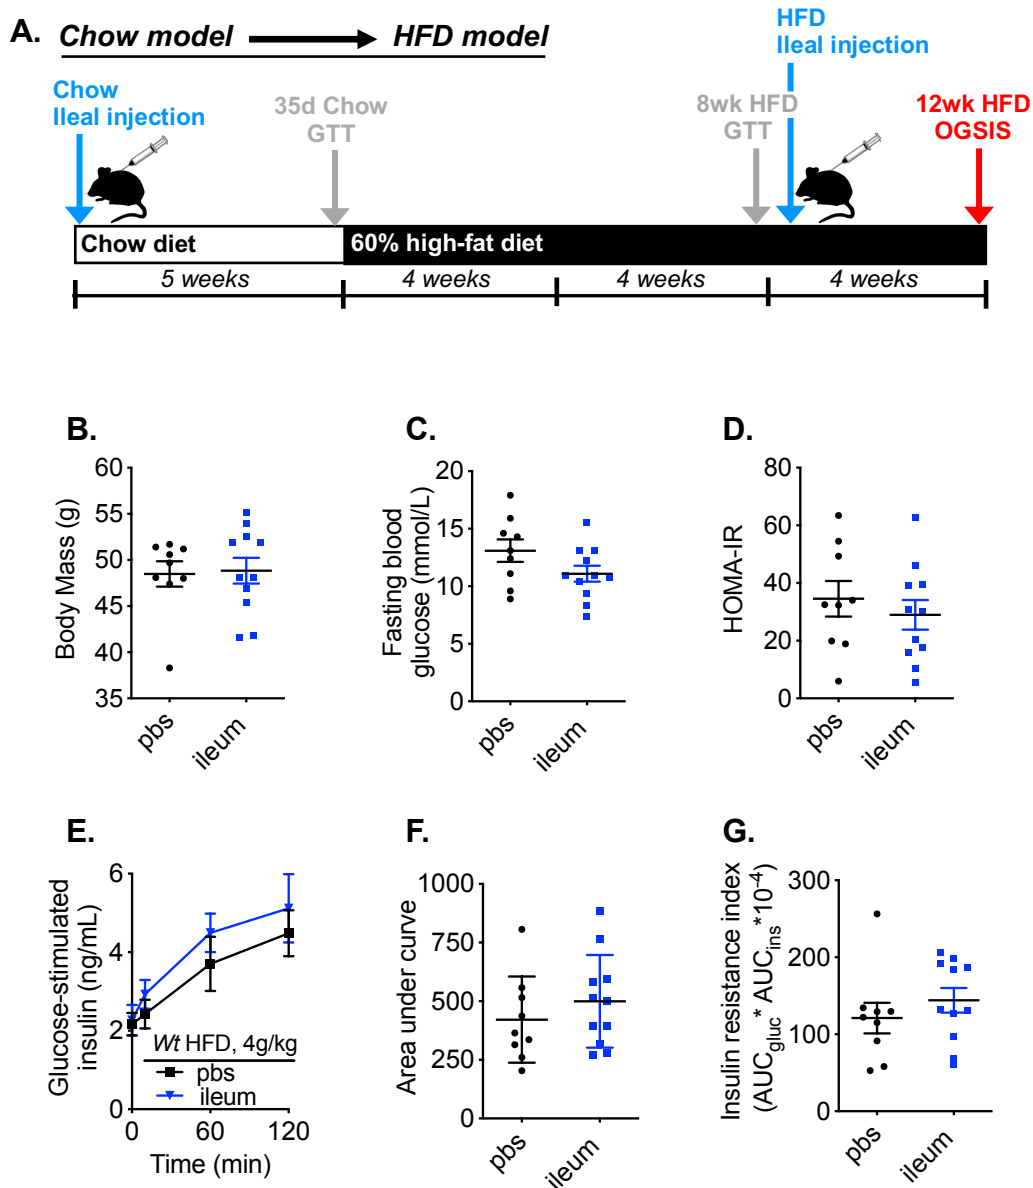 A. Chow model HFD model
HFD
Ileal injection
Chow
Ileal injection
35d Chow
GTT
8wk HFD
GTT
12wk HFD
OGSIS
Chow diet
60% high-fat diet
5 weeks
4 weeks
4 weeks
4 weeks
B.
Body Mass (g)
60
55
50
45
40
35
pbs
ileum
C.
Fasting blood
glucose (mmol/L)
20
15
10
5
0
pbs
ileum
D.
HOMA-IR
80
60
40
20
0
pbs
ileum
E.
Glucose-stimulated
insulin (ng/mL)
6
4
2
0
Wt HFD, 4g/kg
pbs
ileum
0
60
120
Time (min)
F.
Area under curve
1000
750
500
250
0
pbs
ileum
G.
Insulin resistance index
(AUCgluc* AUCins*10-4)
300
200
100
0
pbs
ileum